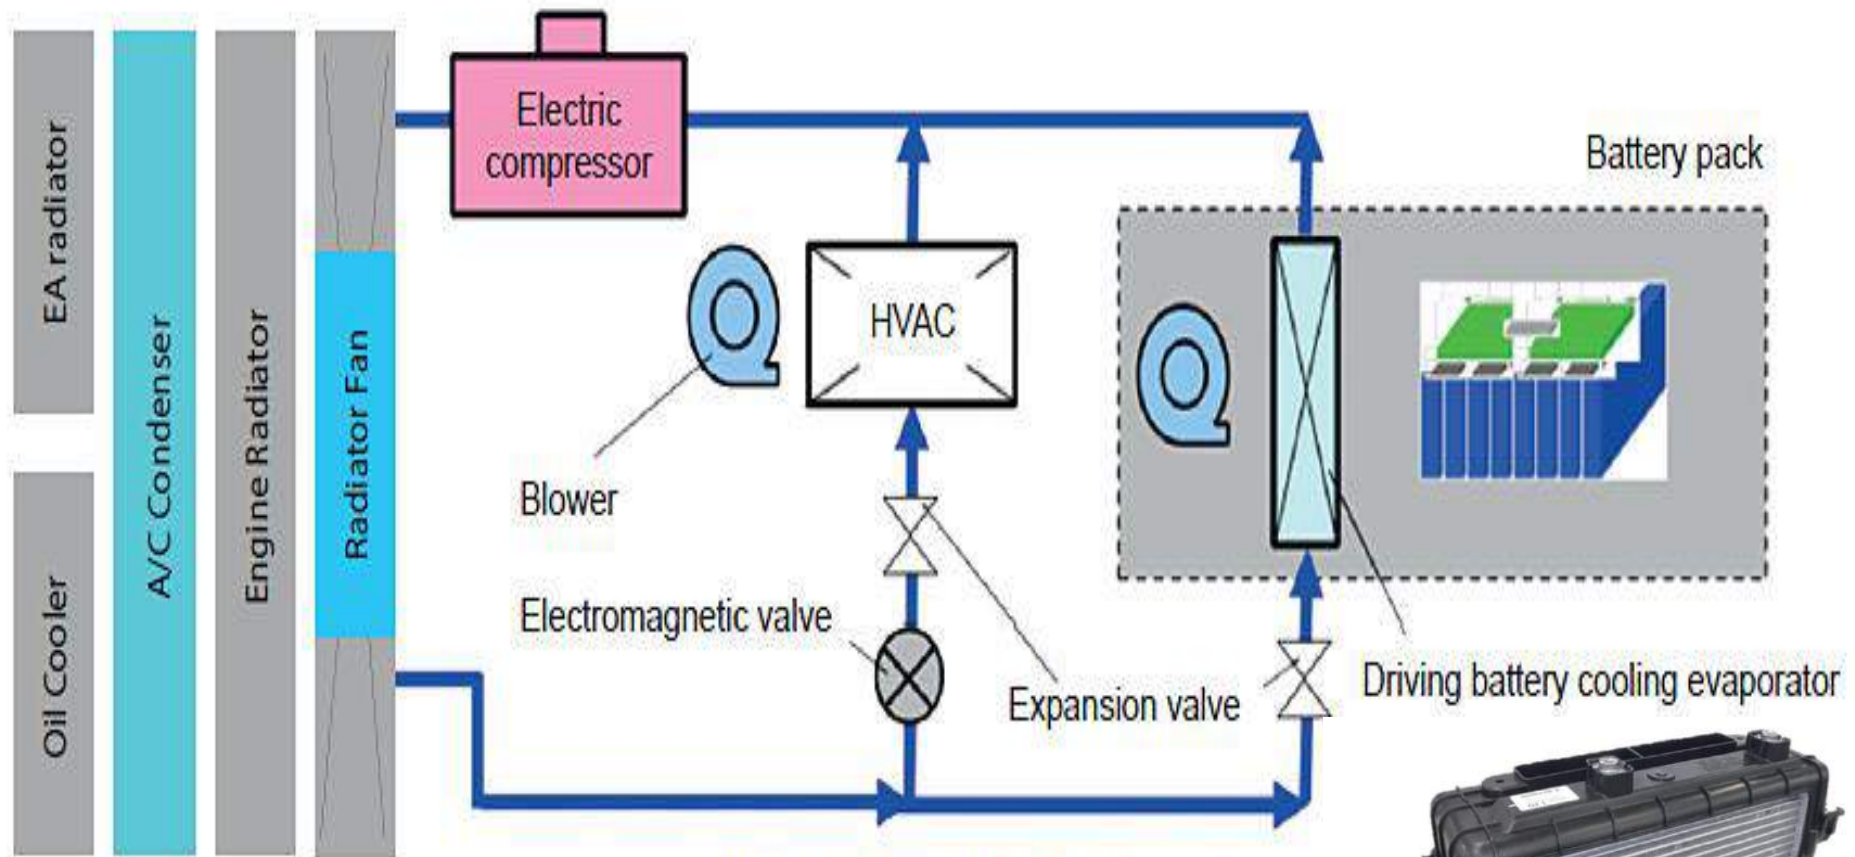 EA radiator
Oil Cooler
A/C Condenser
Engine Radiator
Radiator Fan
Electric
compressor
Battery pack
HVAC
Blower
Electromagnetic valve
Expansion valve
Driving battery cooling evaporator